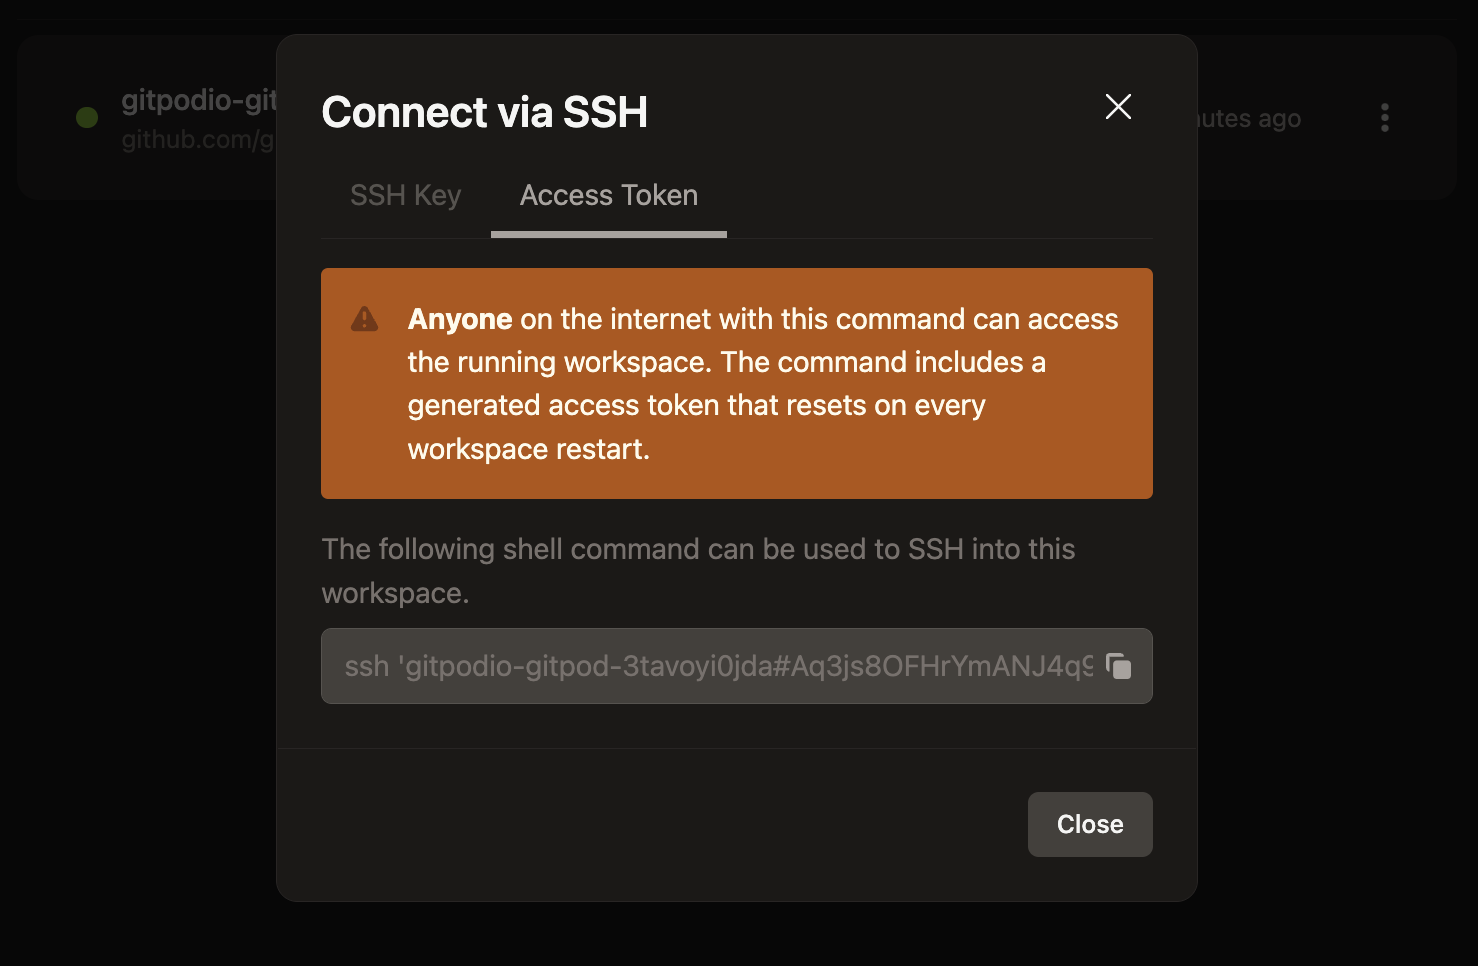 gitpodio-git
github.com/g
Connect via SSH
utes ago
SSH Key
Access Token
Anyone on the internet with this command can access
the running workspace. The command includes a
generated access token that resets on every
workspace restart.
The following shell command can be used to SSH into this
workspace.
ssh 'gitpodio-gitpod-3tavoyi0jda#Aq3js8OFHrYmANJ4q9
Close